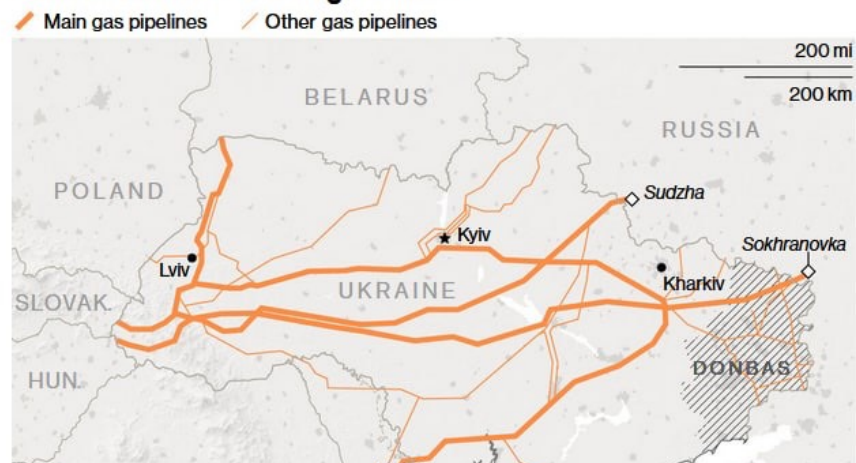 Main gas pipelines
Other gas pipelines
200 mi
200 km
BELARUS
RUSSIA
POLAND
Sudzha
Kyiv
Sokhranovka
Lviv
Kharkiv
UKRAINE
SLOVAK.
DONBAS
HUN.